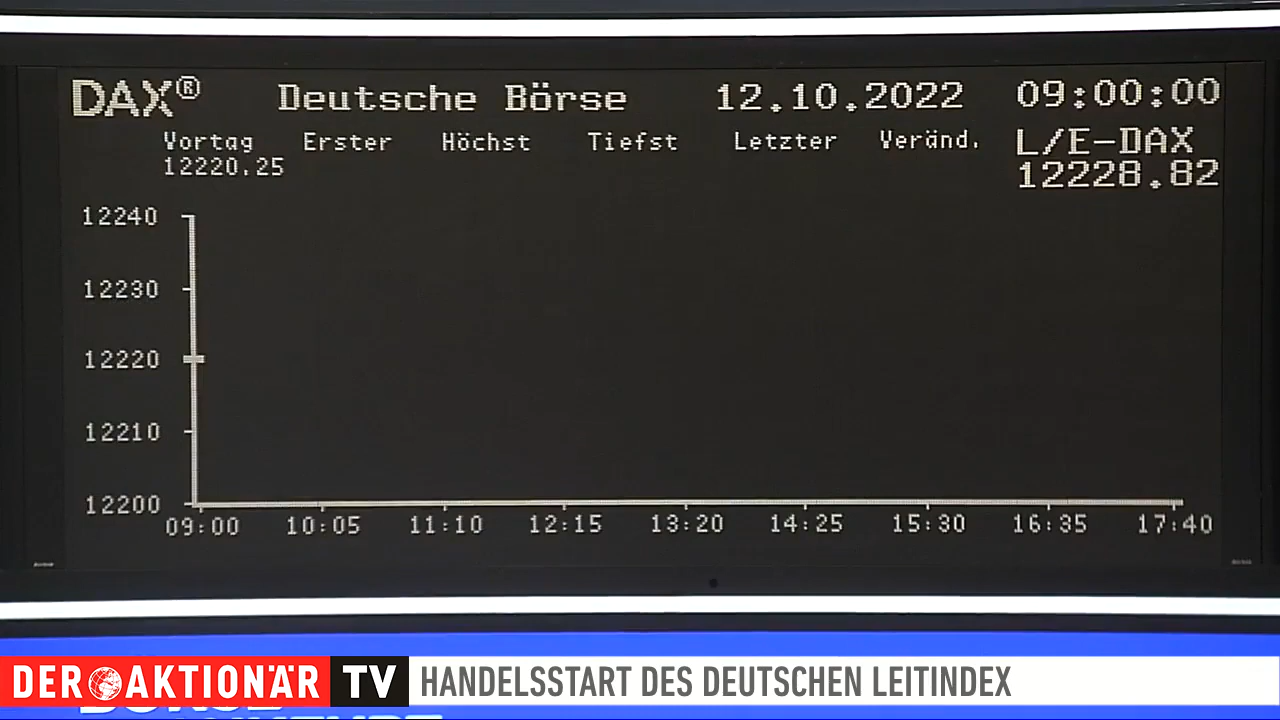 DAX® Deutsche Börse 12.10.2022 09:00:00
Vortag Erster Höchst Tiefst Letzter Veränd. L/E-DAX
12220.25 12228.82
12240
12230
12220
12210
12200
09:00 10:05 11:10 12:15 13:20 14:25 15:30 16:35 17:40
DER AKTIONÄR TV HANDELSSTART DES DEUTSCHEN LEITINDEX